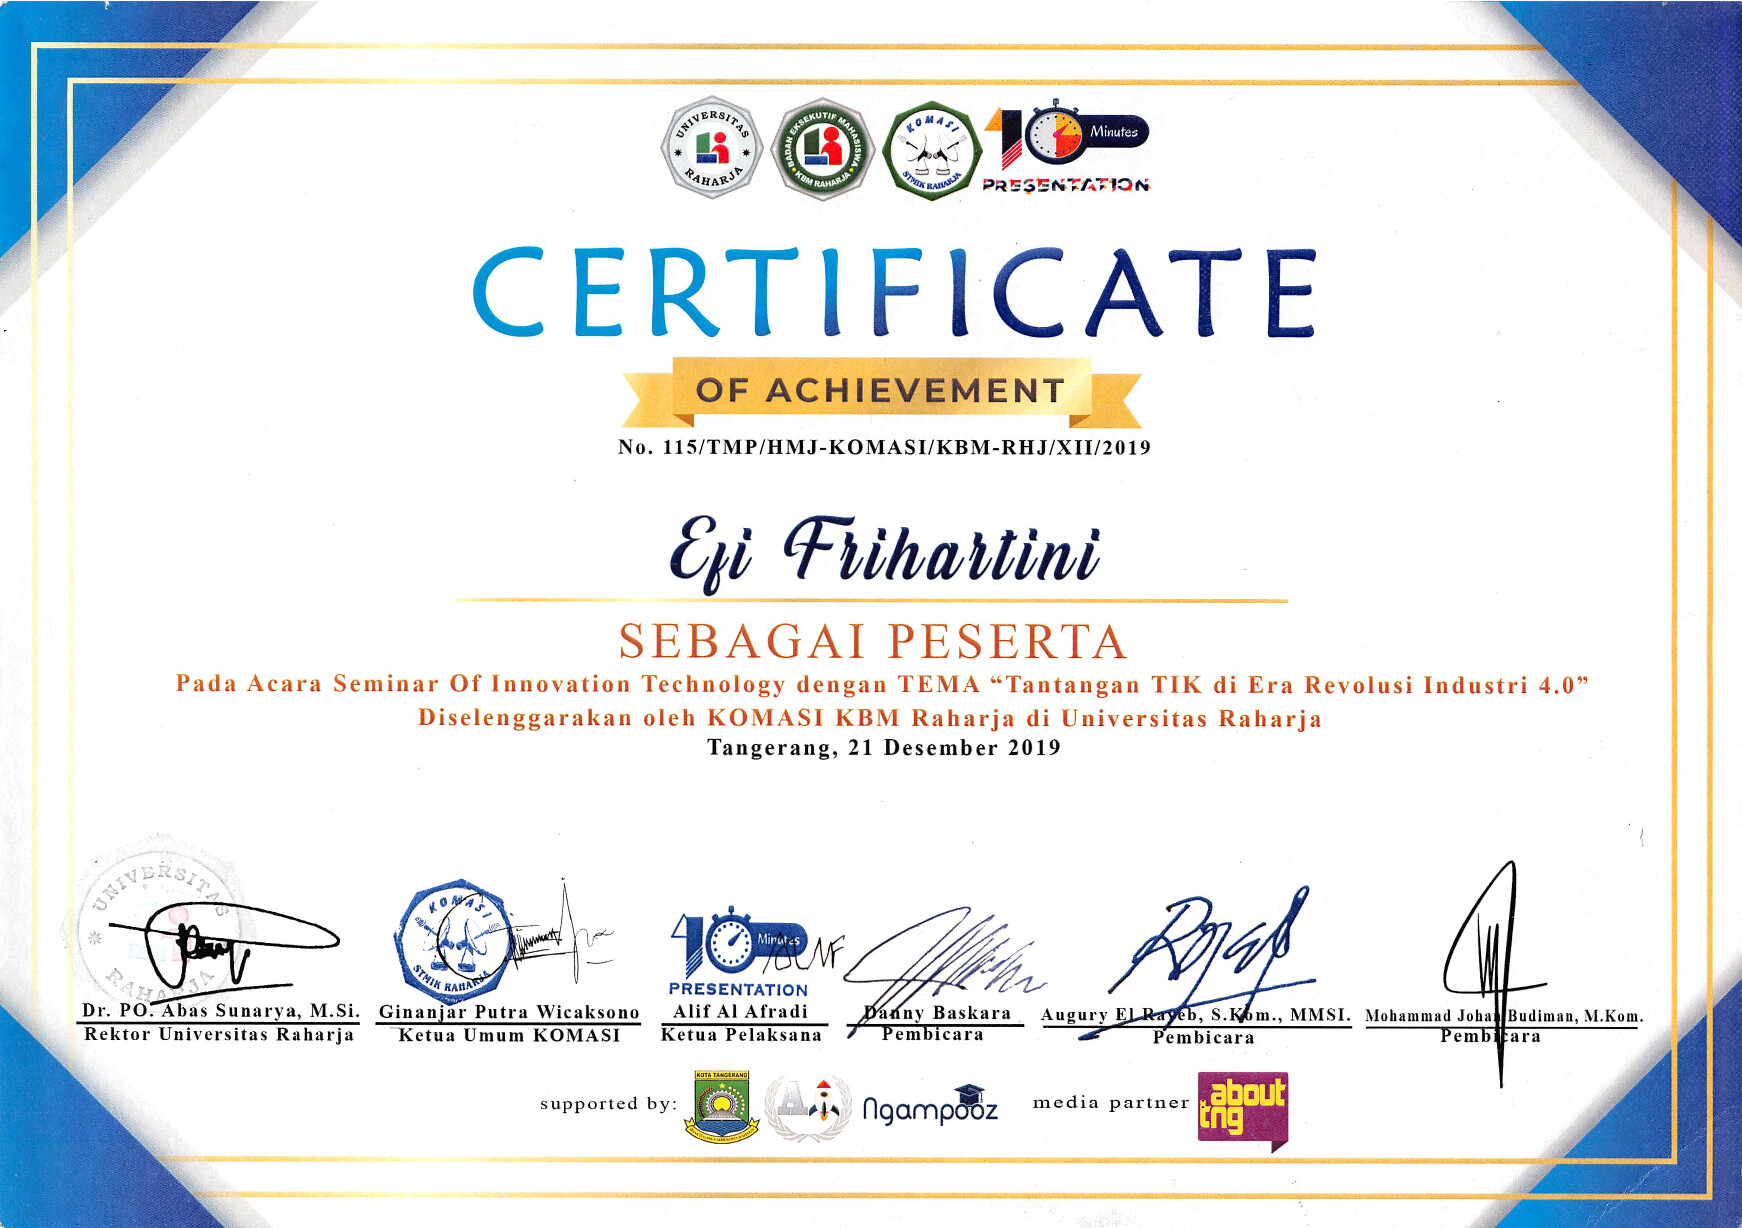 UNIVERSITAS RAHARJA
BADAN EKSEKUTIF MAHASISWA KBM RAHARJA
KOMASI STMIK RAHARJA
10 Minutes
PRESENTATION
CERTIFICATE
OF ACHIEVEMENT
No. 115/TMP/HMJ-KOMASI/KBM-RHJ/XII/2019
Efi Frihartini
SEBAGAI PESERTA
Pada Acara Seminar Of Innovation Technology dengan TEMA “Tantangan TIK di Era Revolusi Industri 4.0”
Diselenggarakan oleh KOMASI KBM Raharja di Universitas Raharja
Tangerang, 21 Desember 2019
UNIVERSITAS RAHARJA
KOMASI STMIK RAHARJA
10 Minutes
PRESENTATION
Dr. PO. Abas Sunarya, M.Si.
Rektor Universitas Raharja
Ginanjar Putra Wicaksono
Ketua Umum KOMASI
Alif Al Afradi
Ketua Pelaksana
Danny Baskara
Pembicara
Augury El Rayeb, S.Kom., MMSI.
Pembicara
Mohammad Johan Budiman, M.Kom.
Pembicara
supported by:
KOTA TANGERANG
A
Ngampooz
media partner
about tng